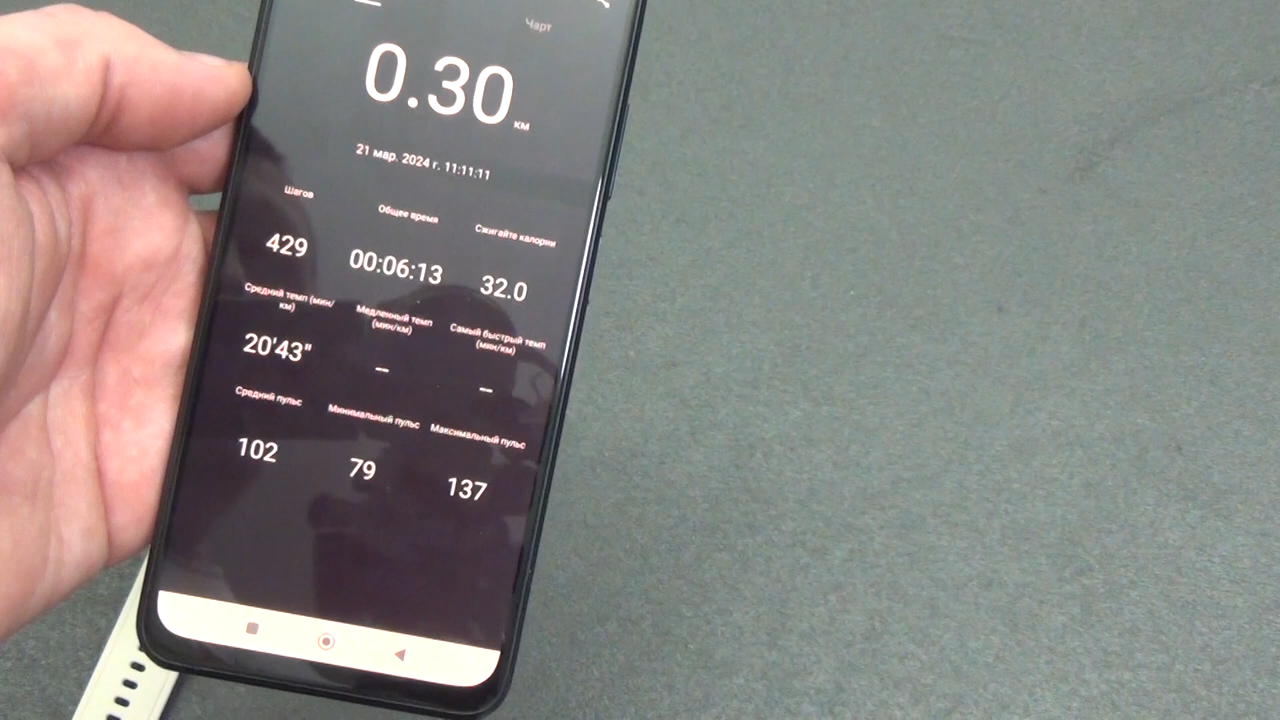 Чарт
0.30 км
21 мар. 2024 г. 11:11:11
Шагов Общее время Сжигайте калории
429 00:06:13 32.0
Средний темп (мин/
км)
Медленный темп
(мин/км)
Самый быстрый темп
(мин/км)
20'43" -- --
Средний пульс Минимальный пульс Максимальный пульс
102 79 137